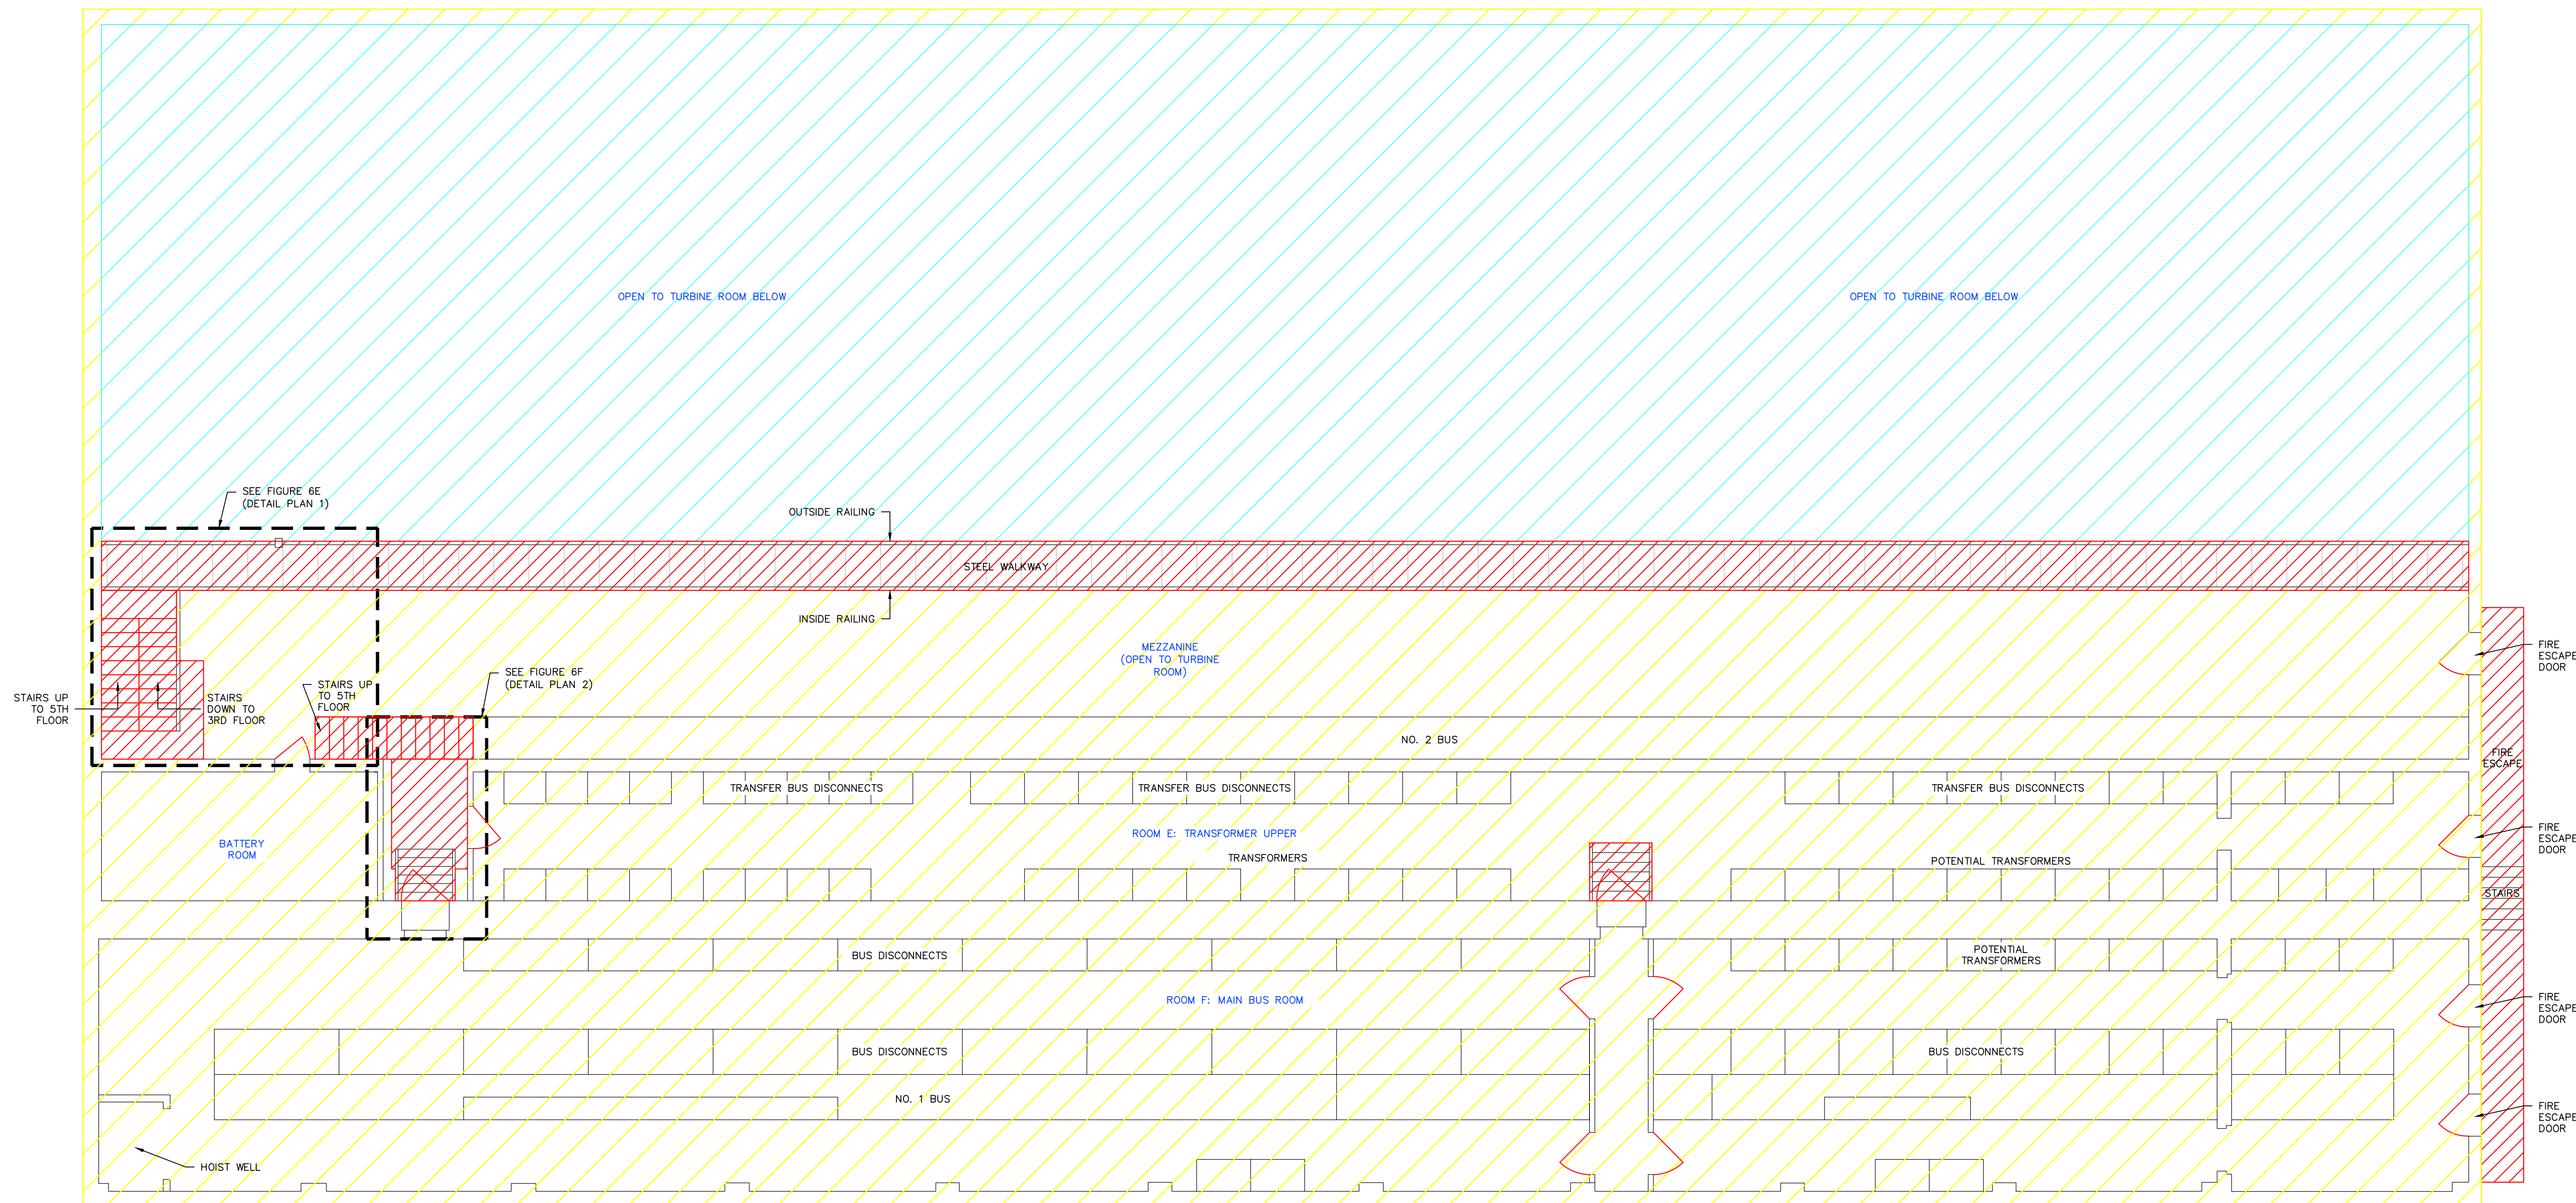 OPEN TO TURBINE ROOM BELOW
OPEN TO TURBINE ROOM BELOW
SEE FIGURE 6E
(DETAIL PLAN 1)
OUTSIDE RAILING
STEEL WALKWAY
INSIDE RAILING
MEZZANINE
(OPEN TO TURBINE
ROOM)
FIRE
ESCAPE
DOOR
SEE FIGURE 6F
(DETAIL PLAN 2)
STAIRS UP
TO 5TH
FLOOR
STAIRS
DOWN TO
3RD FLOOR
STAIRS UP
TO 5TH
FLOOR
NO. 2 BUS
FIRE
ESCAPE
TRANSFER BUS DISCONNECTS
TRANSFER BUS DISCONNECTS
TRANSFER BUS DISCONNECTS
BATTERY
ROOM
ROOM E: TRANSFORMER UPPER
TRANSFORMERS
POTENTIAL TRANSFORMERS
FIRE
ESCAPE
DOOR
STAIRS
BUS DISCONNECTS
POTENTIAL
TRANSFORMERS
ROOM F: MAIN BUS ROOM
FIRE
ESCAPE
DOOR
BUS DISCONNECTS
BUS DISCONNECTS
NO. 1 BUS
FIRE
ESCAPE
DOOR
HOIST WELL